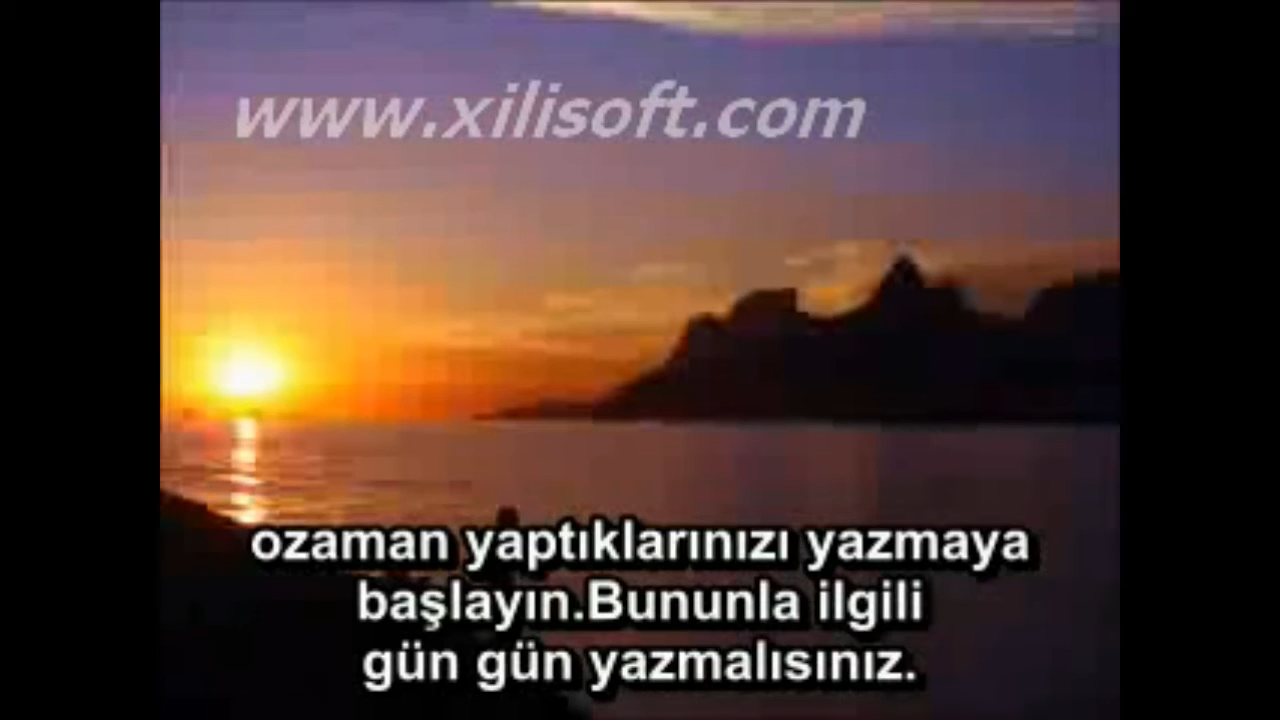 www.xilisoft.com
ozaman yaptıklarınızı yazmaya
başlayın.Bununla ilgili
gün gün yazmalısınız.